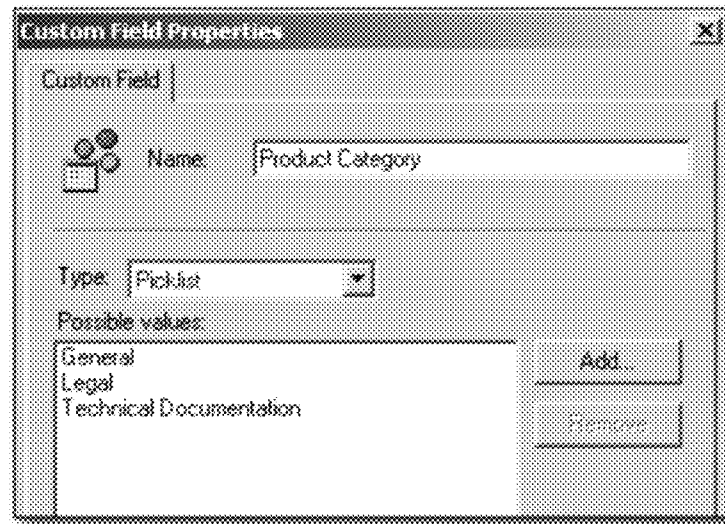 Custom Field Properties
Custom Field
Name: Product Category
Type: Picklist
Possible values:
General
Legal
Technical Documentation
Add...
Remove